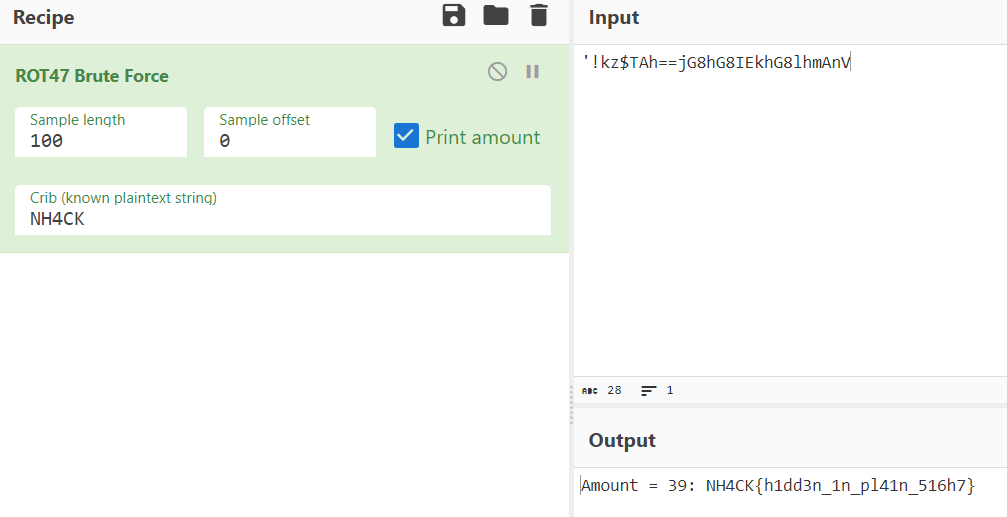 Recipe
ROT47 Brute Force
Sample length
100
Sample offset
0
Print amount
Crib (known plaintext string)
NH4CK
Input
'!kz$TAh==jG8hG8IEkhG8lhmAnV
ABC 28
1
Output
Amount = 39: NH4CK{h1dd3n_1n_pl41n_516h7}